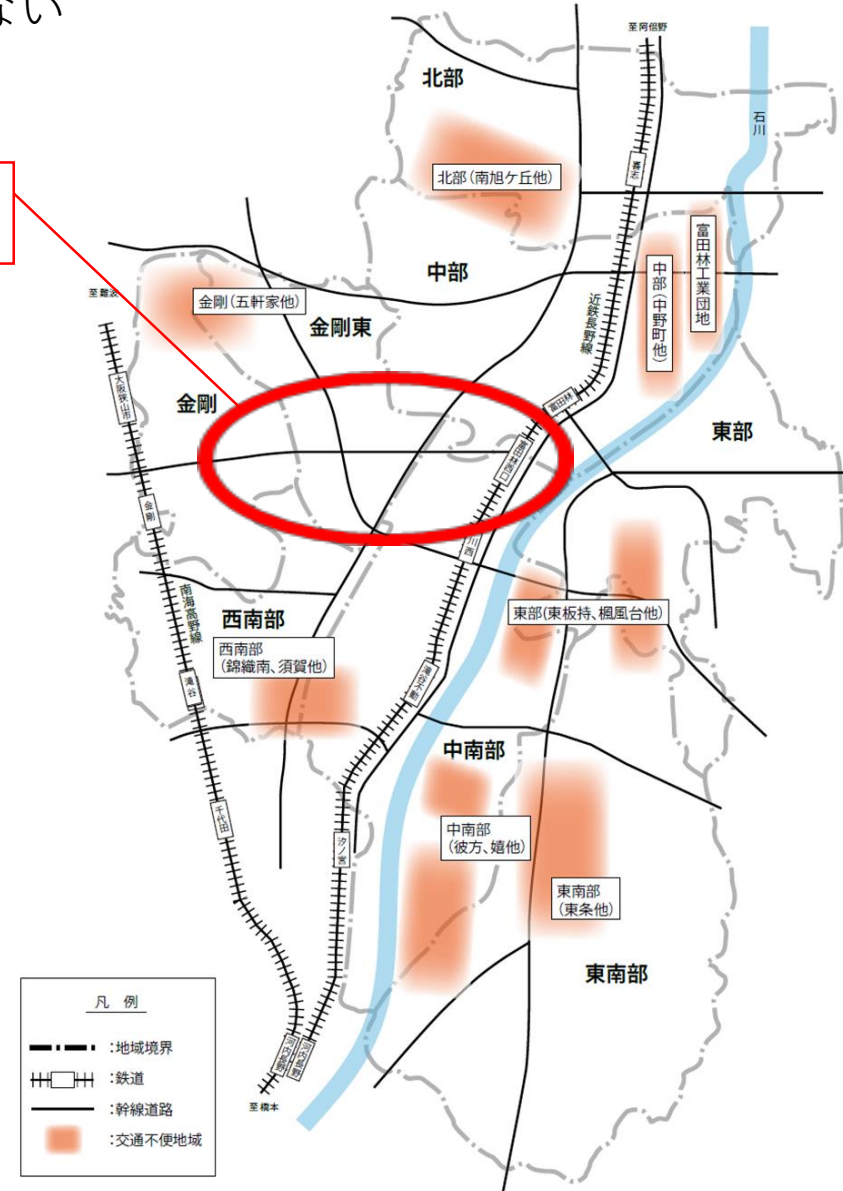 ない
至阿倍野
北部
石川
喜志
北部(南旭ケ丘他)
富田林工業団地
中部(中野町他)
中部
至難波
金剛(五軒家他)
近鉄長野線
金剛東
大阪狭山市
金剛
富田林
東部
富田林西口
金剛
川西
南海高野線
東部(東板持、楓風台他)
西南部
西南部
(錦織南、須賀他)
滝谷
滝谷不動
中南部
千代田
中南部
(彼方、嬉他)
汐ノ宮
東南部
(東条他)
東南部
凡 例
:地域境界
:鉄道
:幹線道路
:交通不便地域
河内長野
河内長野
至橋本